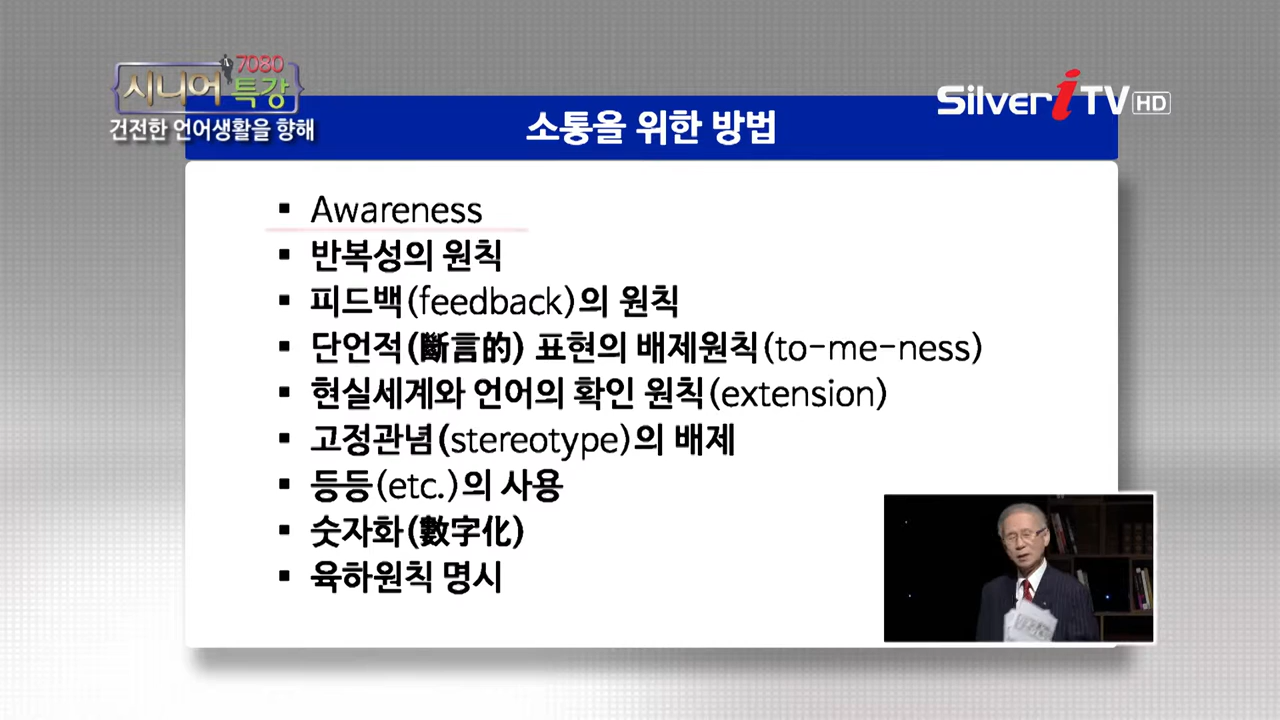 시니어 7080 특강
건전한 언어생활을 향해
Silver i TV HD
소통을 위한 방법
▪ Awareness
▪ 반복성의 원칙
▪ 피드백(feedback)의 원칙
▪ 단언적(斷言的) 표현의 배제원칙(to-me-ness)
▪ 현실세계와 언어의 확인 원칙(extension)
▪ 고정관념(stereotype)의 배제
▪ 등등(etc.)의 사용
▪ 숫자화(數字化)
▪ 육하원칙 명시